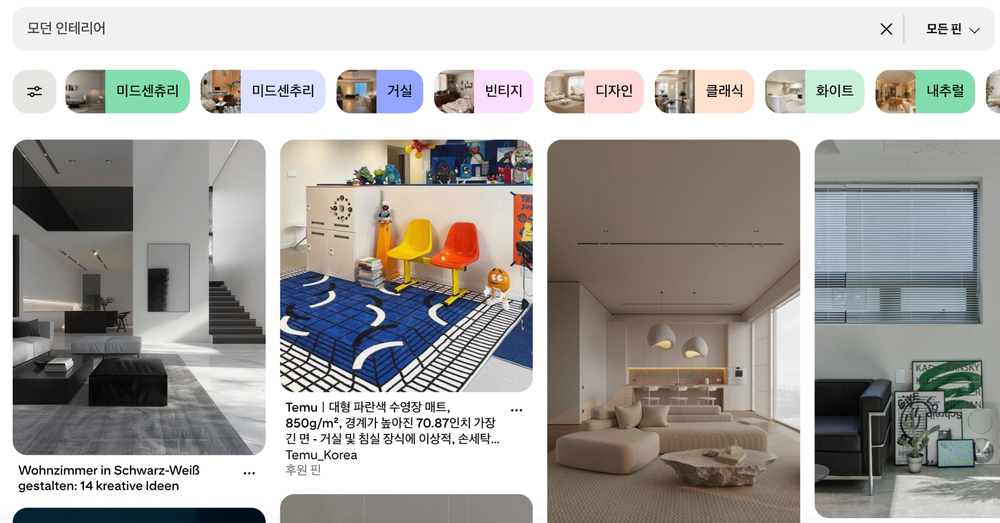 모던 인테리어
모든 핀
미드센츄리
미드센추리
거실
빈티지
디자인
클래식
화이트
내추럴
Wohnzimmer in Schwarz-Weiß
gestalten: 14 kreative Ideen
Temu | 대형 파란색 수영장 매트,
850g/m², 경계가 높아진 70.87인치 가장
긴 면 - 거실 및 침실 장식에 이상적, 손세탁...
Temu_Korea
후원 핀
THE
GIVE
Schreib